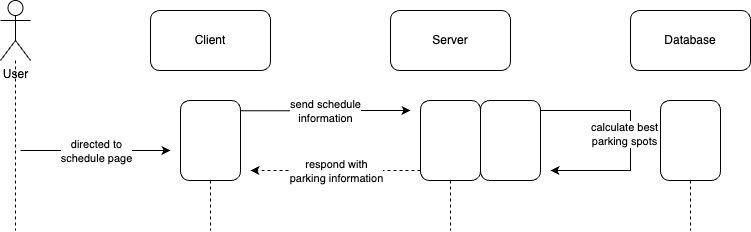 User
Client
Server
Database
directed to
schedule page
send schedule
information
calculate best
parking spots
respond with
parking information